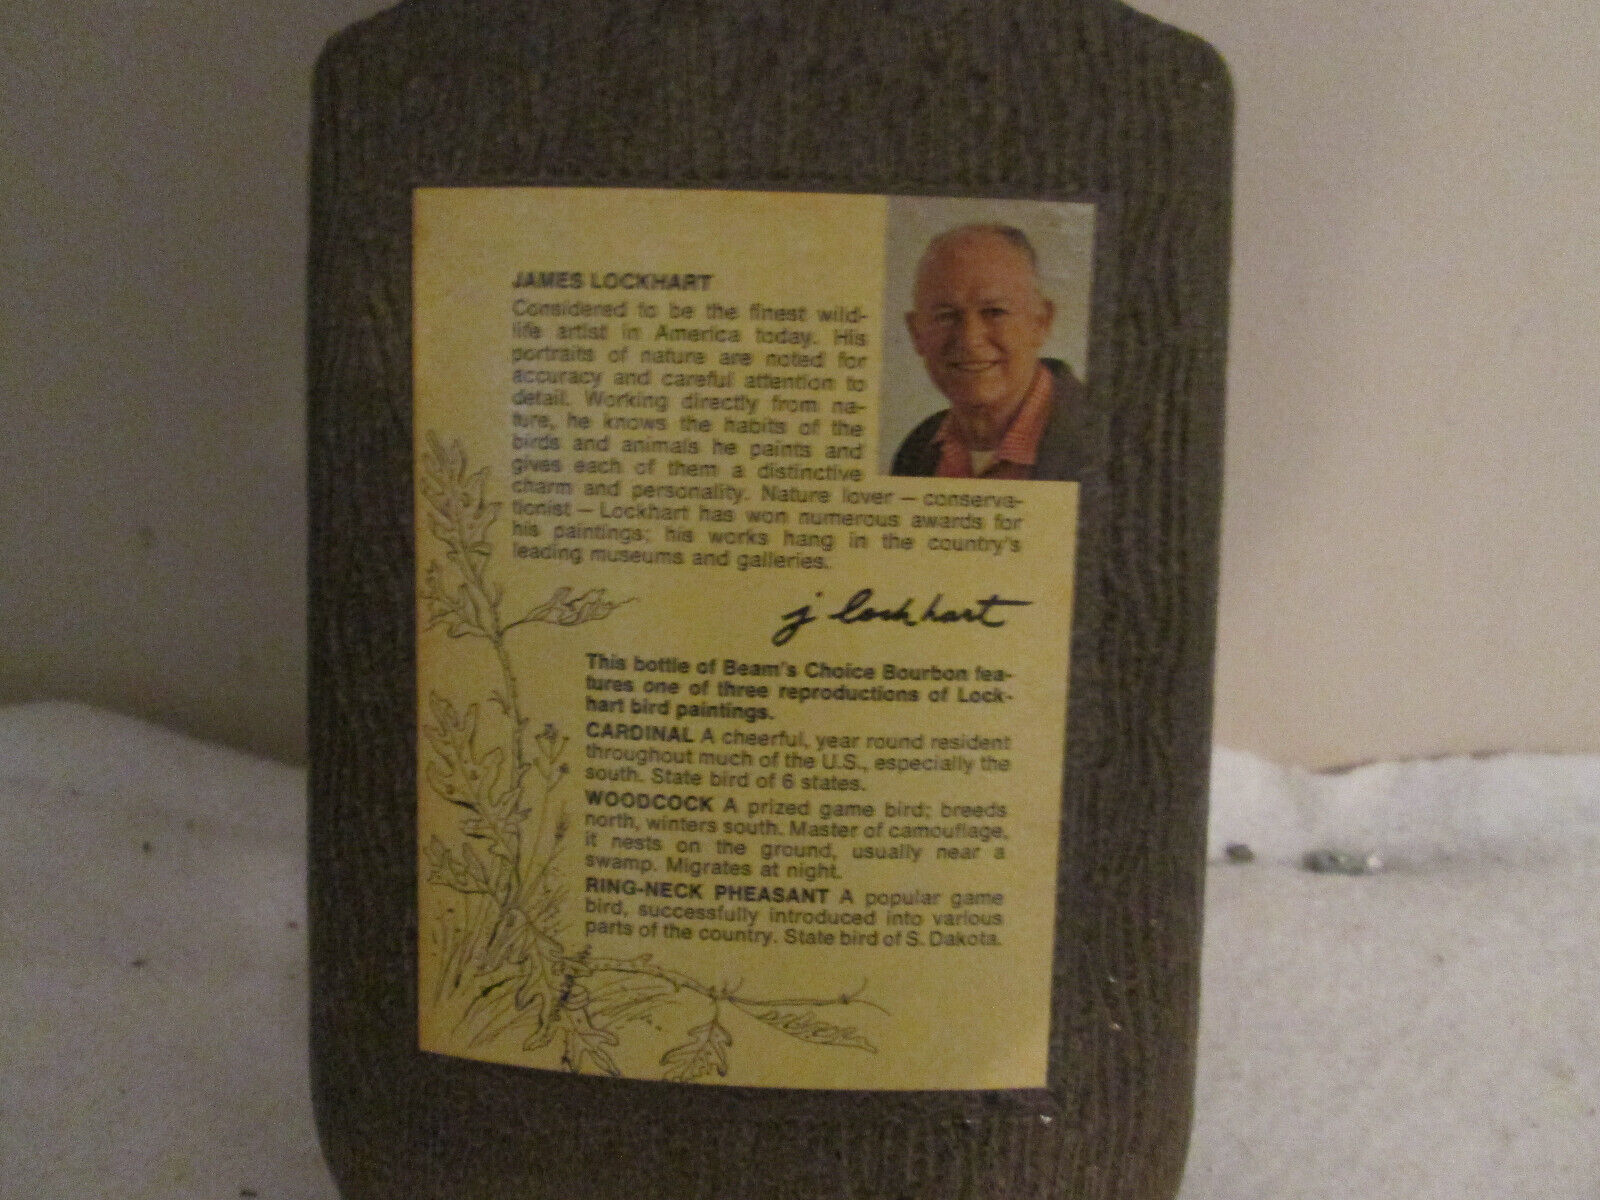 JAMES LOCKHART
Considered to be the finest wild-
life artist in America today. His
portraits of nature are noted for
accuracy and careful attention to
detail. Working directly from na-
ture, he knows the habits of the
birds and animals he paints and
gives each of them a distinctive
charm and personality. Nature lover – conserva-
tionist – Lockhart has won numerous awards for
his paintings; his works hang in the country's
leading museums and galleries.
j lockhart
This bottle of Beam's Choice Bourbon fea-
tures one of three reproductions of Lock-
hart bird paintings.
CARDINAL A cheerful, year round resident
throughout much of the U.S., especially the
south. State bird of 6 states.
WOODCOCK A prized game bird; breeds
north, winters south. Master of camouflage,
it nests on the ground, usually near a
swamp. Migrates at night.
RING-NECK PHEASANT A popular game
bird, successfully introduced into various
parts of the country. State bird of S. Dakota.